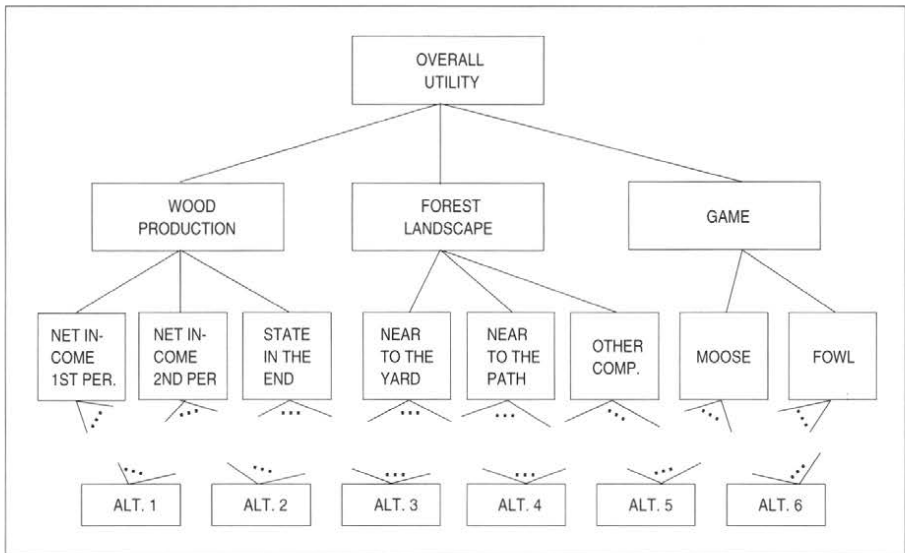 OVERALL
UTILITY
WOOD
PRODUCTION
FOREST
LANDSCAPE
GAME
NET IN-
COME
1ST PER.
NET IN-
COME
2ND PER
STATE
IN THE
END
NEAR
TO THE
YARD
NEAR
TO THE
PATH
OTHER
COMP.
MOOSE
FOWL
ALT. 1
ALT. 2
ALT. 3
ALT. 4
ALT. 5
ALT. 6